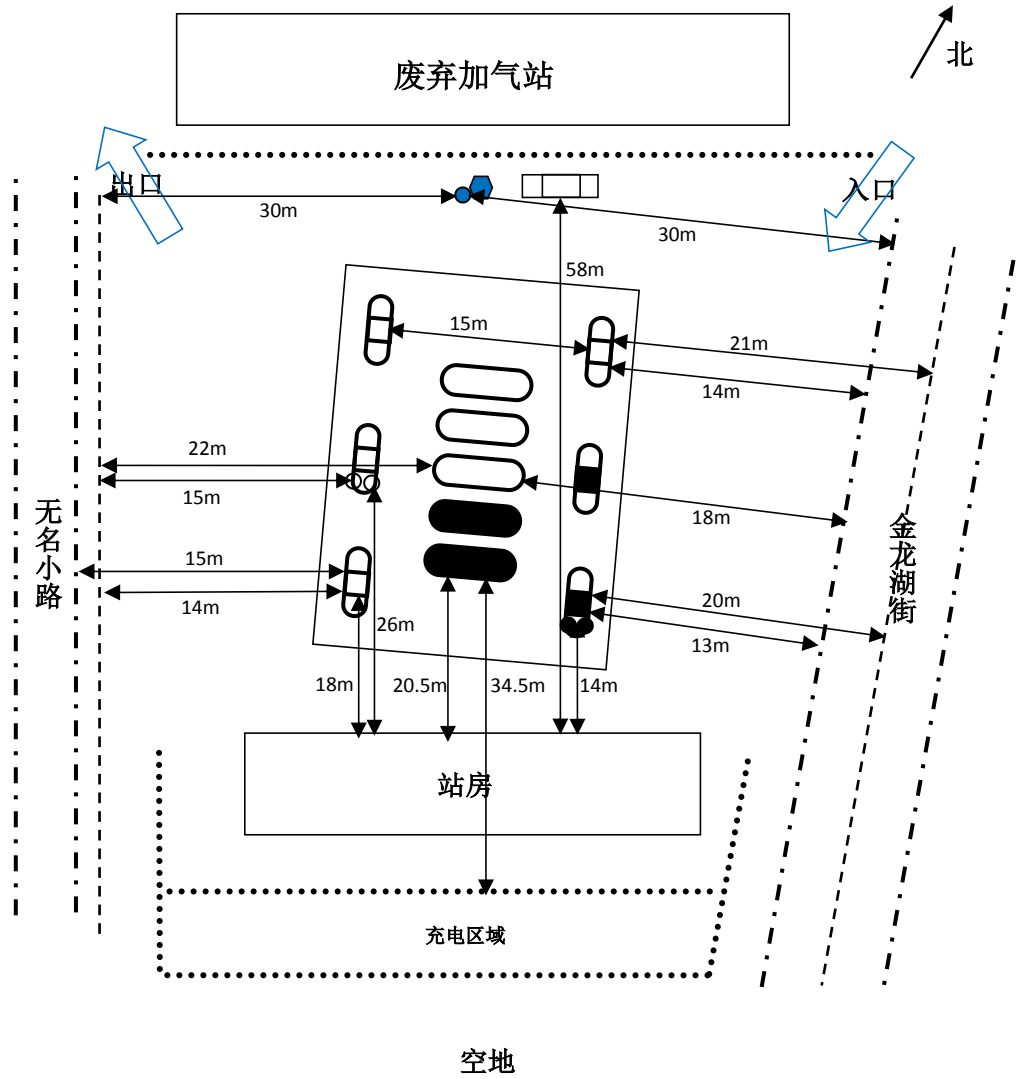 废弃加气站
北
出口
入口
30m
30m
58m
15m
21m
14m
22m
15m
18m
无名小路
金龙湖街
15m
14m
20m
13m
26m
18m
20.5m
34.5m
14m
站房
充电区域
空地